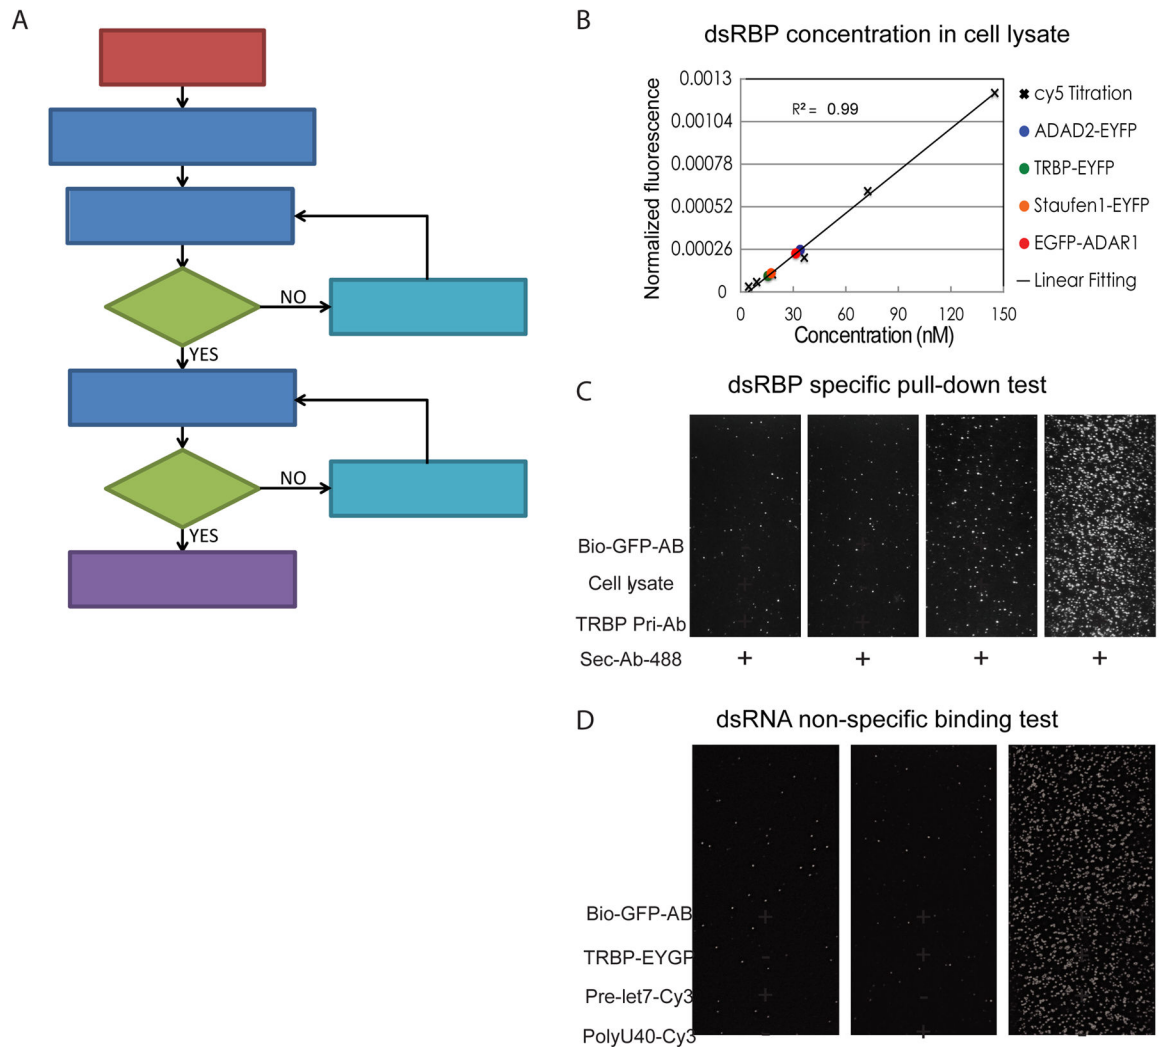 A
NO
YES
NO
YES
B
dsRBP concentration in cell lysate
Normalized fluorescence
0.0013
0.00104
0.00078
0.00052
0.00026
0
R² = 0.99
0 30 60 90 120 150
Concentration (nM)
cy5 Titration
ADAD2-EYFP
TRBP-EYFP
Staufen1-EYFP
EGFP-ADAR1
Linear Fitting
C
dsRBP specific pull-down test
Bio-GFP-AB
Cell lysate
TRBP Pri-Ab
Sec-Ab-488 + + + +
D
dsRNA non-specific binding test
Bio-GFP-AB + +
TRBP-EYGP - +
Pre-let7-Cy3 + -
PolyU40-Cy3 +